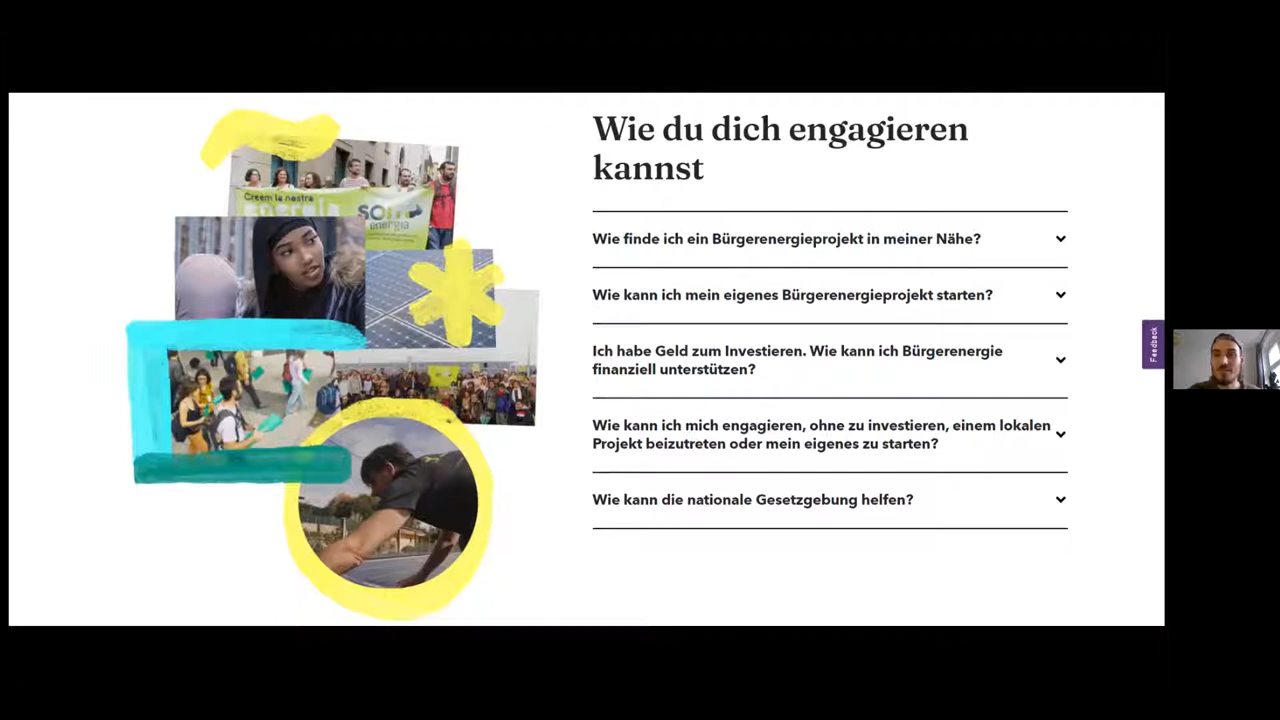 Wie du dich engagieren
kannst
Wie finde ich ein Bürgerenergieprojekt in meiner Nähe?
Wie kann ich mein eigenes Bürgerenergieprojekt starten?
Ich habe Geld zum Investieren. Wie kann ich Bürgerenergie
finanziell unterstützen?
Wie kann ich mich engagieren, ohne zu investieren, einem lokalen
Projekt beizutreten oder mein eigenes zu starten?
Wie kann die nationale Gesetzgebung helfen?
Creem la nostra
energia
som
energia
Feedback